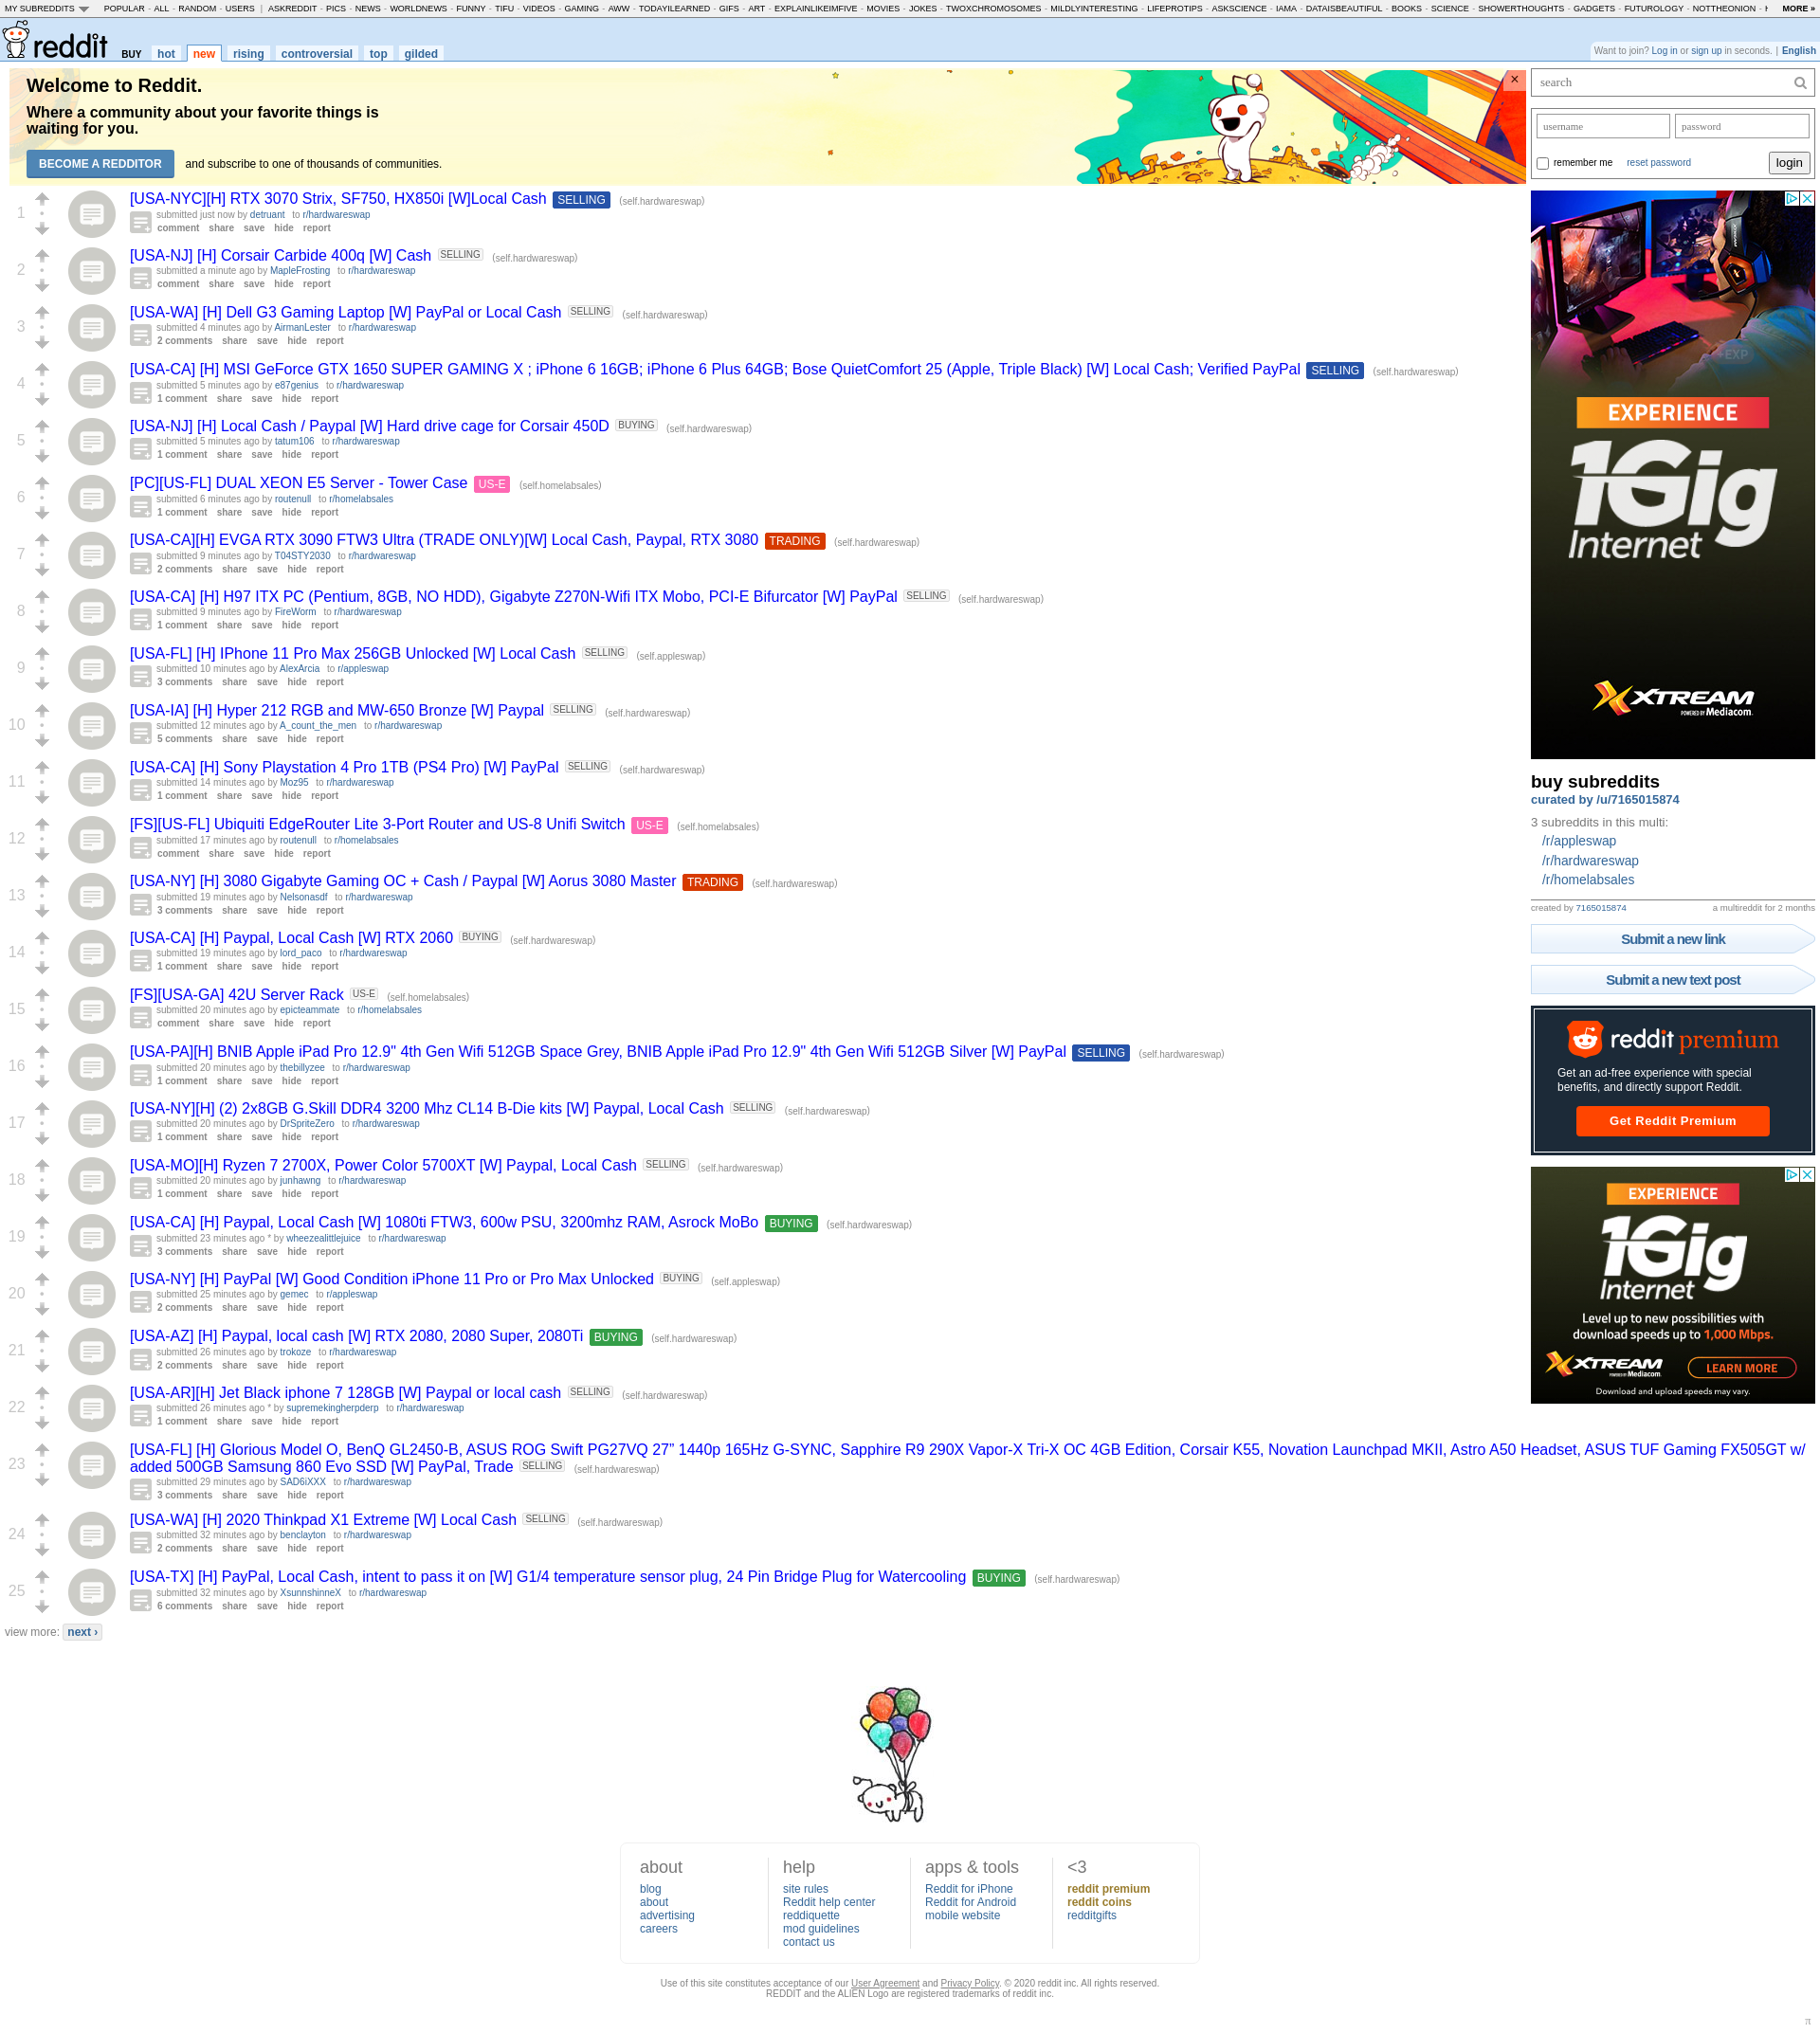 MY SUBREDDITS POPULAR - ALL - RANDOM - USERS | ASKREDDIT - PICS - NEWS - WORLDNEWS - FUNNY - TIFU - VIDEOS - GAMING - AWW - TODAYILEARNED - GIFS - ART - EXPLAINLIKEIMFIVE - MOVIES - JOKES - TWOXCHROMOSOMES - MILDLYINTERESTING - LIFEPROTIPS - ASKSCIENCE - IAMA - DATAISBEAUTIFUL - BOOKS - SCIENCE - SHOWERTHOUGHTS - GADGETS - FUTUROLOGY - NOTTHEONION - MORE »
reddit BUY hot new rising controversial top gilded
Want to join? Log in or sign up in seconds. | English
Welcome to Reddit.
Where a community about your favorite things is
waiting for you.
BECOME A REDDITOR and subscribe to one of thousands of communities.
×
1
[USA-NYC][H] RTX 3070 Strix, SF750, HX850i [W]Local Cash SELLING (self.hardwareswap)
submitted just now by detruant to r/hardwareswap
comment share save hide report
2
[USA-NJ] [H] Corsair Carbide 400q [W] Cash SELLING (self.hardwareswap)
submitted a minute ago by MapleFrosting to r/hardwareswap
comment share save hide report
3
[USA-WA] [H] Dell G3 Gaming Laptop [W] PayPal or Local Cash SELLING (self.hardwareswap)
submitted 4 minutes ago by AirmanLester to r/hardwareswap
2 comments share save hide report
4
[USA-CA] [H] MSI GeForce GTX 1650 SUPER GAMING X ; iPhone 6 16GB; iPhone 6 Plus 64GB; Bose QuietComfort 25 (Apple, Triple Black) [W] Local Cash; Verified PayPal SELLING (self.hardwareswap)
submitted 5 minutes ago by e87genius to r/hardwareswap
1 comment share save hide report
5
[USA-NJ] [H] Local Cash / Paypal [W] Hard drive cage for Corsair 450D BUYING (self.hardwareswap)
submitted 5 minutes ago by tatum106 to r/hardwareswap
1 comment share save hide report
6
[PC][US-FL] DUAL XEON E5 Server - Tower Case US-E (self.homelabsales)
submitted 6 minutes ago by routenull to r/homelabsales
1 comment share save hide report
7
[USA-CA][H] EVGA RTX 3090 FTW3 Ultra (TRADE ONLY)[W] Local Cash, Paypal, RTX 3080 TRADING (self.hardwareswap)
submitted 9 minutes ago by T04STY2030 to r/hardwareswap
2 comments share save hide report
8
[USA-CA] [H] H97 ITX PC (Pentium, 8GB, NO HDD), Gigabyte Z270N-Wifi ITX Mobo, PCI-E Bifurcator [W] PayPal SELLING (self.hardwareswap)
submitted 9 minutes ago by FireWorm to r/hardwareswap
1 comment share save hide report
9
[USA-FL] [H] IPhone 11 Pro Max 256GB Unlocked [W] Local Cash SELLING (self.appleswap)
submitted 10 minutes ago by AlexArcia to r/appleswap
3 comments share save hide report
10
[USA-IA] [H] Hyper 212 RGB and MW-650 Bronze [W] Paypal SELLING (self.hardwareswap)
submitted 12 minutes ago by A_count_the_men to r/hardwareswap
5 comments share save hide report
11
[USA-CA] [H] Sony Playstation 4 Pro 1TB (PS4 Pro) [W] PayPal SELLING (self.hardwareswap)
submitted 14 minutes ago by Moz95 to r/hardwareswap
1 comment share save hide report
12
[FS][US-FL] Ubiquiti EdgeRouter Lite 3-Port Router and US-8 Unifi Switch US-E (self.homelabsales)
submitted 17 minutes ago by routenull to r/homelabsales
comment share save hide report
13
[USA-NY] [H] 3080 Gigabyte Gaming OC + Cash / Paypal [W] Aorus 3080 Master TRADING (self.hardwareswap)
submitted 19 minutes ago by Nelsonasdf to r/hardwareswap
3 comments share save hide report
14
[USA-CA] [H] Paypal, Local Cash [W] RTX 2060 BUYING (self.hardwareswap)
submitted 19 minutes ago by lord_paco to r/hardwareswap
1 comment share save hide report
15
[FS][USA-GA] 42U Server Rack US-E (self.homelabsales)
submitted 20 minutes ago by epicteammate to r/homelabsales
comment share save hide report
16
[USA-PA][H] BNIB Apple iPad Pro 12.9" 4th Gen Wifi 512GB Space Grey, BNIB Apple iPad Pro 12.9" 4th Gen Wifi 512GB Silver [W] PayPal SELLING (self.hardwareswap)
submitted 20 minutes ago by thebillyzee to r/hardwareswap
1 comment share save hide report
17
[USA-NY][H] (2) 2x8GB G.Skill DDR4 3200 Mhz CL14 B-Die kits [W] Paypal, Local Cash SELLING (self.hardwareswap)
submitted 20 minutes ago by DrSpriteZero to r/hardwareswap
1 comment share save hide report
18
[USA-MO][H] Ryzen 7 2700X, Power Color 5700XT [W] Paypal, Local Cash SELLING (self.hardwareswap)
submitted 20 minutes ago by junhawng to r/hardwareswap
1 comment share save hide report
19
[USA-CA] [H] Paypal, Local Cash [W] 1080ti FTW3, 600w PSU, 3200mhz RAM, Asrock MoBo BUYING (self.hardwareswap)
submitted 23 minutes ago * by wheezealittlejuice to r/hardwareswap
3 comments share save hide report
20
[USA-NY] [H] PayPal [W] Good Condition iPhone 11 Pro or Pro Max Unlocked BUYING (self.appleswap)
submitted 25 minutes ago by gemec to r/appleswap
2 comments share save hide report
21
[USA-AZ] [H] Paypal, local cash [W] RTX 2080, 2080 Super, 2080Ti BUYING (self.hardwareswap)
submitted 26 minutes ago by trokoze to r/hardwareswap
2 comments share save hide report
22
[USA-AR][H] Jet Black iphone 7 128GB [W] Paypal or local cash SELLING (self.hardwareswap)
submitted 26 minutes ago * by supremekingherpderp to r/hardwareswap
1 comment share save hide report
23
[USA-FL] [H] Glorious Model O, BenQ GL2450-B, ASUS ROG Swift PG27VQ 27” 1440p 165Hz G-SYNC, Sapphire R9 290X Vapor-X Tri-X OC 4GB Edition, Corsair K55, Novation Launchpad MKII, Astro A50 Headset, ASUS TUF Gaming FX505GT w/
added 500GB Samsung 860 Evo SSD [W] PayPal, Trade SELLING (self.hardwareswap)
submitted 29 minutes ago by SAD6iXXX to r/hardwareswap
3 comments share save hide report
24
[USA-WA] [H] 2020 Thinkpad X1 Extreme [W] Local Cash SELLING (self.hardwareswap)
submitted 32 minutes ago by benclayton to r/hardwareswap
2 comments share save hide report
25
[USA-TX] [H] PayPal, Local Cash, intent to pass it on [W] G1/4 temperature sensor plug, 24 Pin Bridge Plug for Watercooling BUYING (self.hardwareswap)
submitted 32 minutes ago by XsunnshinneX to r/hardwareswap
6 comments share save hide report
view more: next ›
search
username password
remember me reset password login
+EXP
EXPERIENCE
1Gig
Internet
XTREAM
POWERED BY Mediacom
buy subreddits
curated by /u/7165015874
3 subreddits in this multi:
/r/appleswap
/r/hardwareswap
/r/homelabsales
created by 7165015874 a multireddit for 2 months
Submit a new link
Submit a new text post
reddit premium
Get an ad-free experience with special
benefits, and directly support Reddit.
Get Reddit Premium
EXPERIENCE
1Gig
Internet
Level up to new possibilities with
download speeds up to 1,000 Mbps.
XTREAM
POWERED BY Mediacom
LEARN MORE
Download and upload speeds may vary.
about
blog
about
advertising
careers
help
site rules
Reddit help center
reddiquette
mod guidelines
contact us
apps & tools
Reddit for iPhone
Reddit for Android
mobile website
<3
reddit premium
reddit coins
redditgifts
Use of this site constitutes acceptance of our User Agreement and Privacy Policy. © 2020 reddit inc. All rights reserved.
REDDIT and the ALIEN Logo are registered trademarks of reddit inc.
π